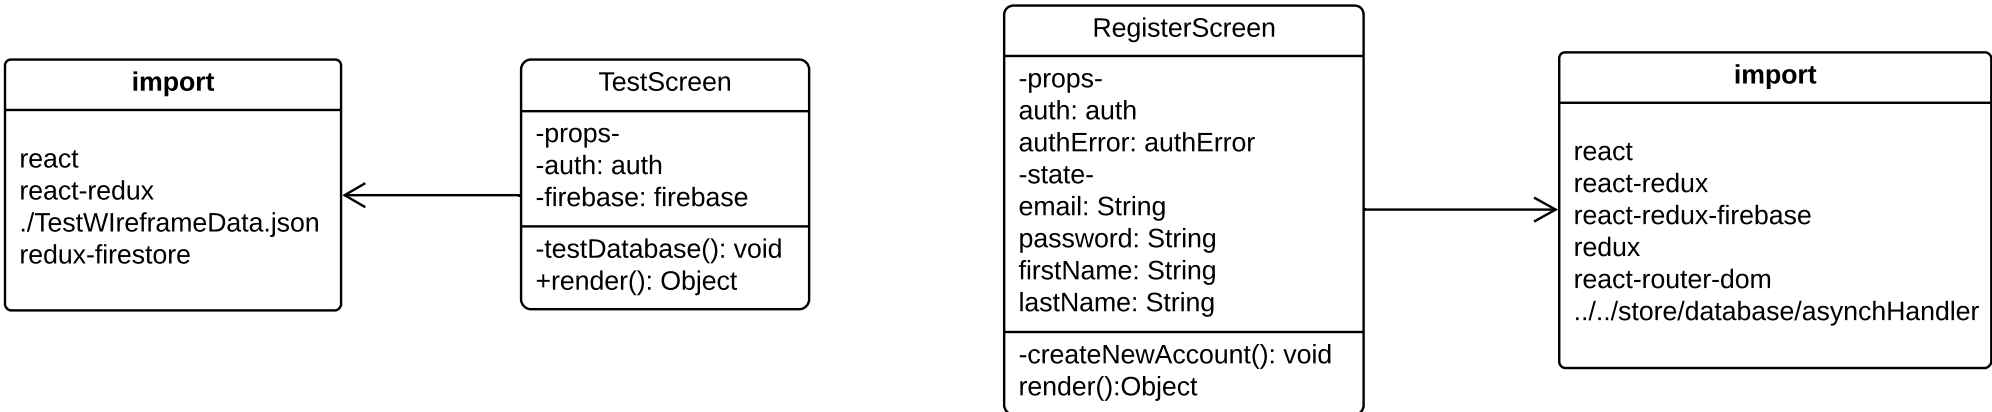 import
react
react-redux
./TestWIreframeData.json
redux-firestore
TestScreen
-props-
-auth: auth
-firebase: firebase
-testDatabase(): void
+render(): Object
RegisterScreen
-props-
auth: auth
authError: authError
-state-
email: String
password: String
firstName: String
lastName: String
-createNewAccount(): void
render():Object
import
react
react-redux
react-redux-firebase
redux
react-router-dom
../../store/database/asynchHandler